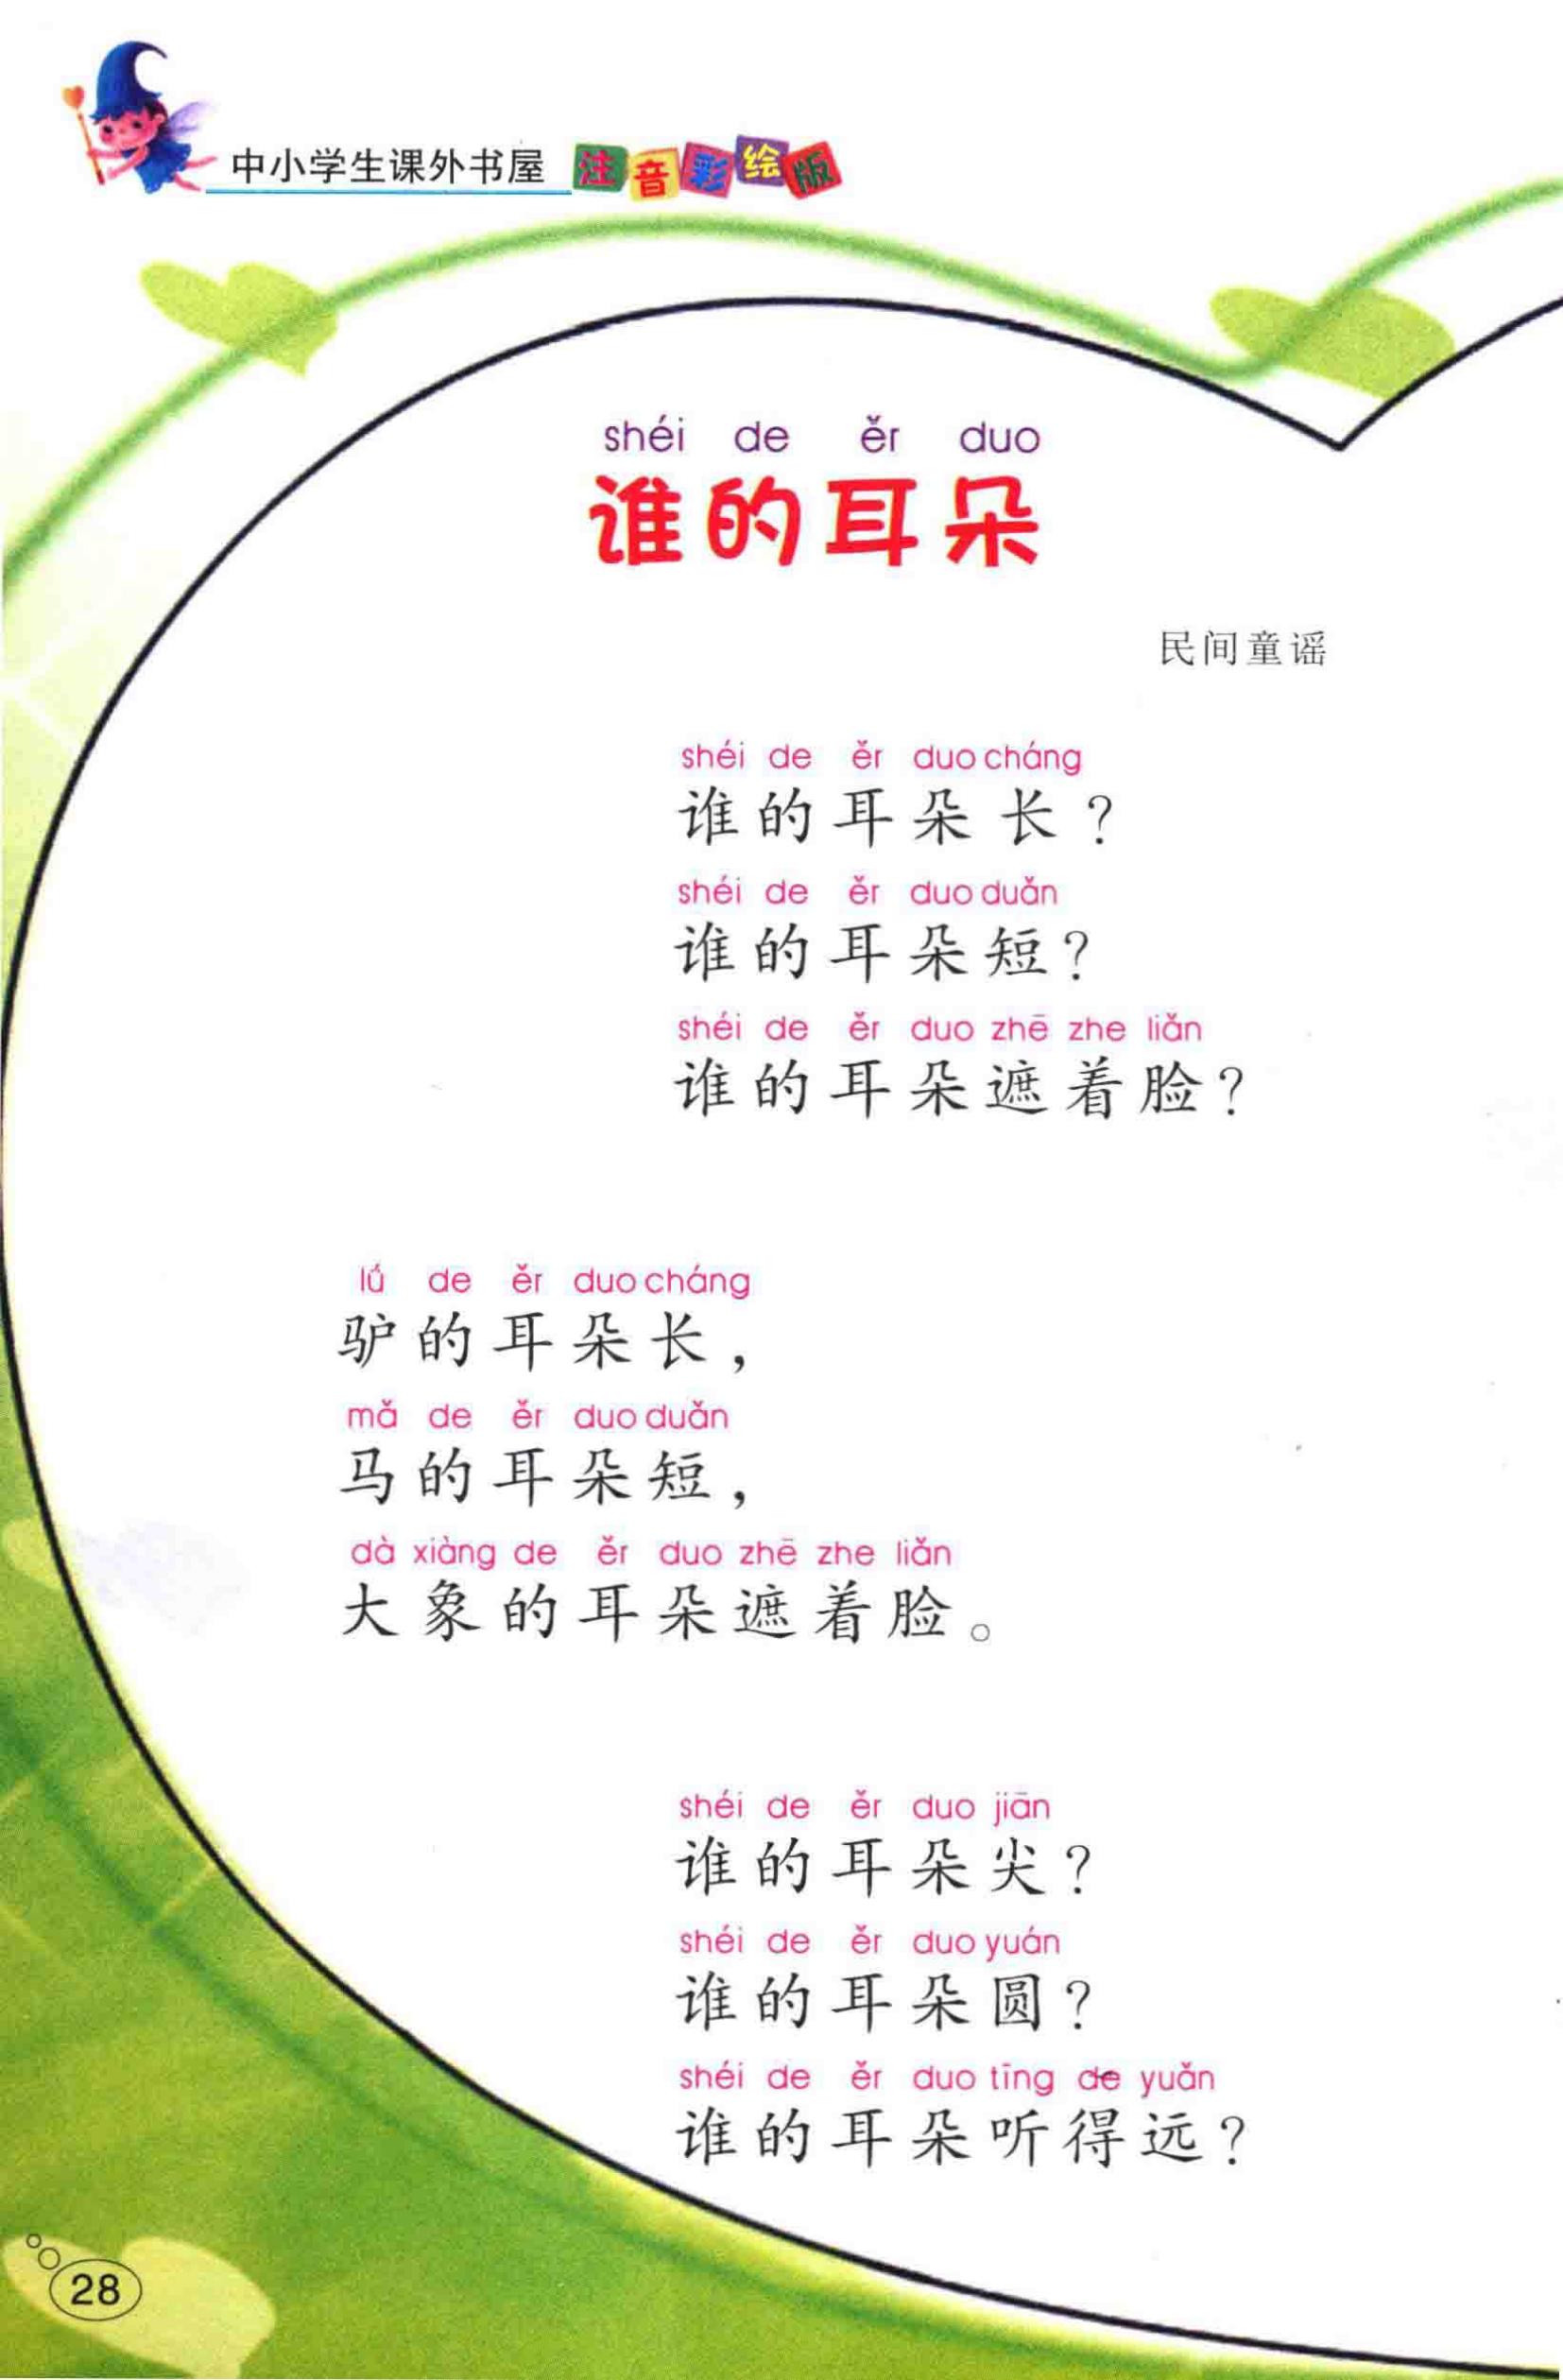 中小学生课外书屋 注音彩绘版
shéi de ěr duo
谁的耳朵
民间童谣
shéi de ěr duo cháng
谁的耳朵长？
shéi de ěr duo duǎn
谁的耳朵短？
shéi de ěr duo zhē zhe liǎn
谁的耳朵遮着脸？
lǘ de ěr duo cháng
驴的耳朵长，
mǎ de ěr duo duǎn
马的耳朵短，
dà xiàng de ěr duo zhē zhe liǎn
大象的耳朵遮着脸。
shéi de ěr duo jiān
谁的耳朵尖？
shéi de ěr duo yuán
谁的耳朵圆？
shéi de ěr duo tīng de yuǎn
谁的耳朵听得远？
28